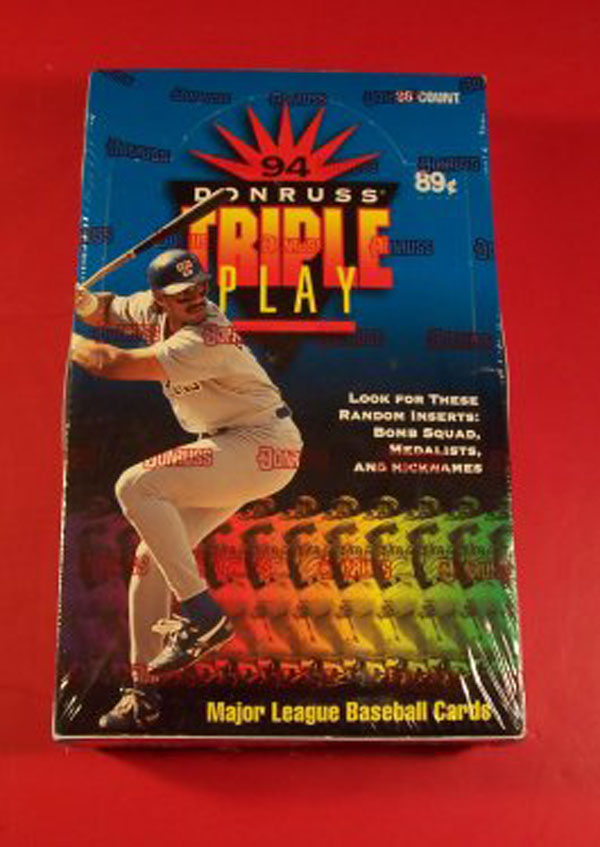 36 COUNT
94
DONRUSS
89¢
TRIPLE
PLAY
LOOK FOR THESE
RANDOM INSERTS:
BOMB SQUAD,
MEDALISTS,
AND NICKNAMES
Major League Baseball Cards